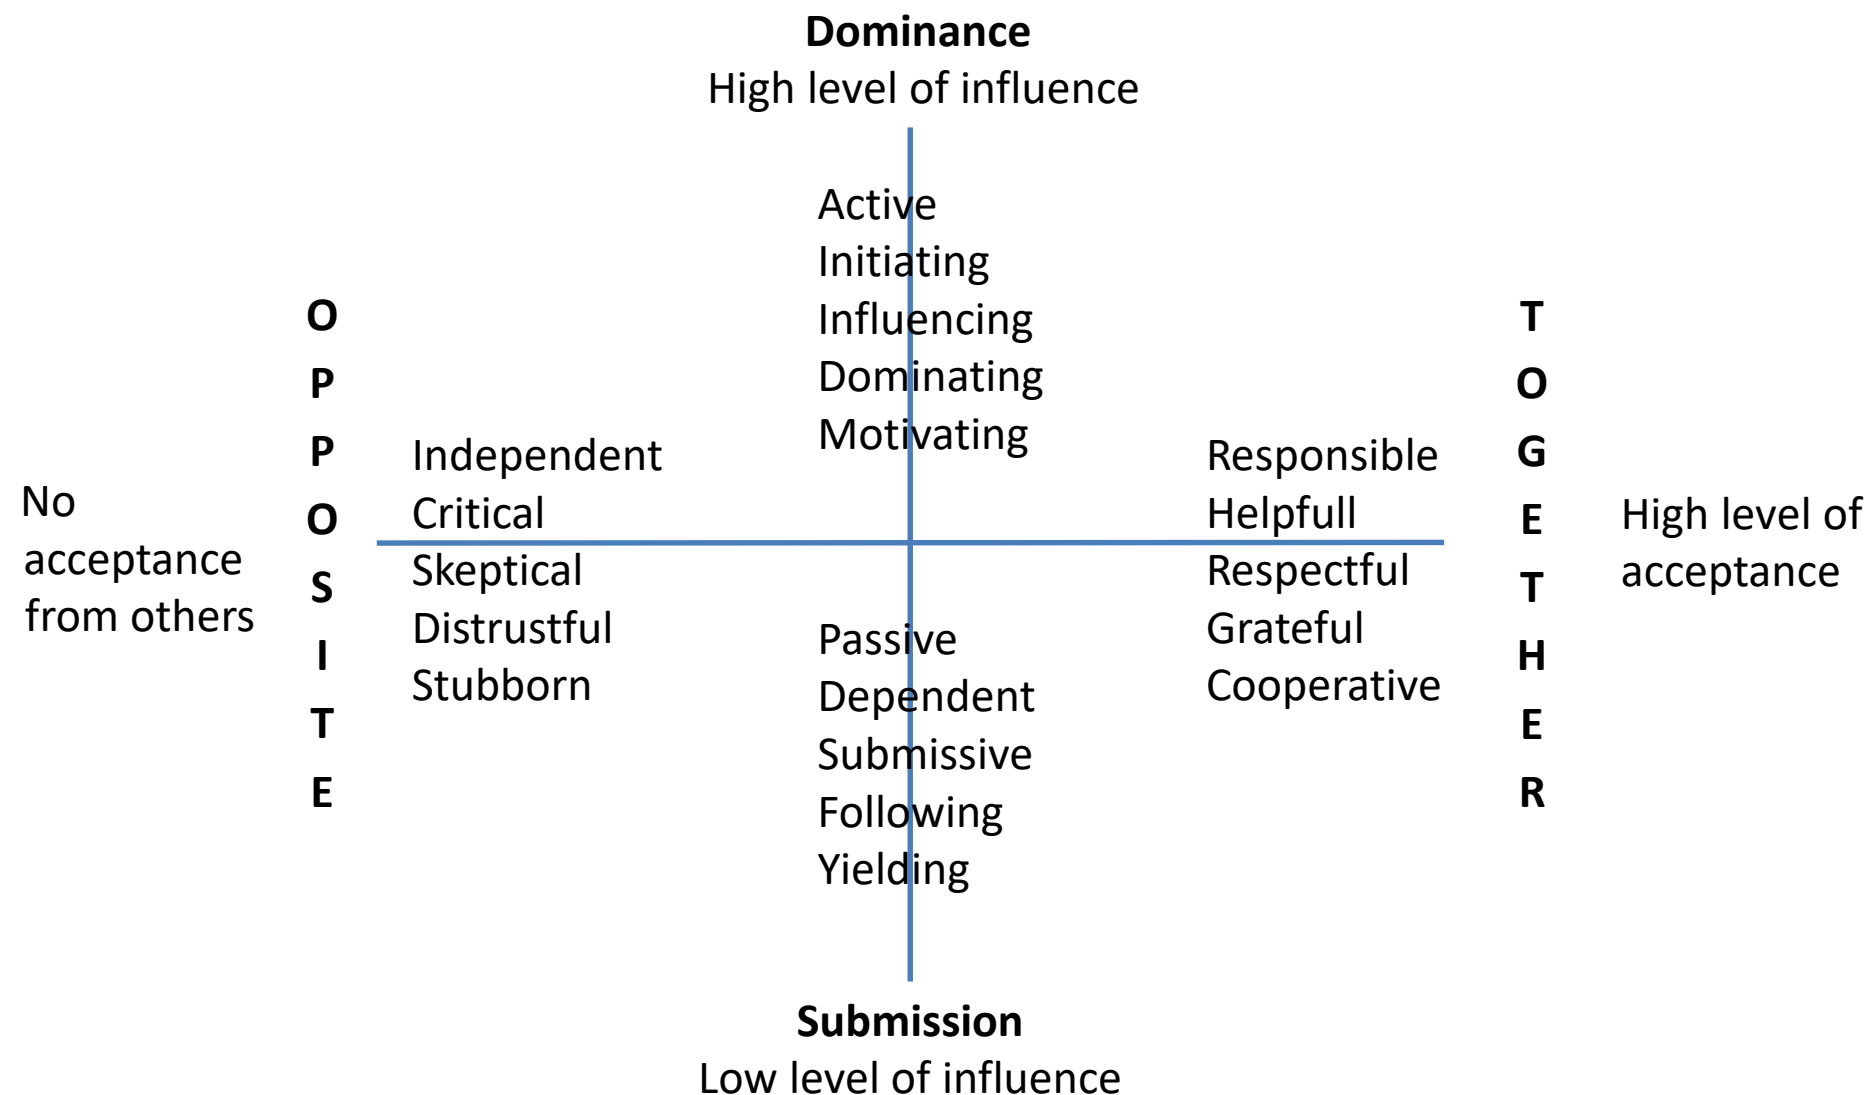 Dominance
High level of influence
Active
Initiating
Influencing
Dominating
Motivating
No
acceptance
from others
O
P
P
O
S
I
T
E
Independent
Critical
Skeptical
Distrustful
Stubborn
Responsible
Helpfull
Respectful
Grateful
Cooperative
T
O
G
E
T
H
E
R
High level of
acceptance
Passive
Dependent
Submissive
Following
Yielding
Submission
Low level of influence